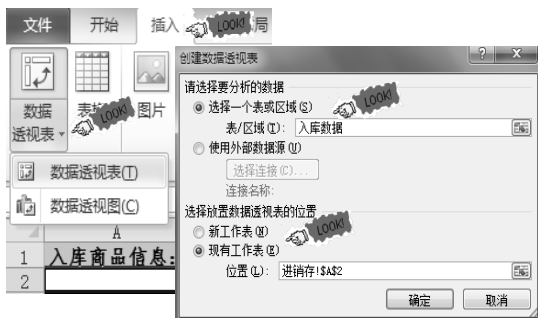 文件 开始 插入 LOOK! 局
数据透视表 表格 LOOK! 图片
数据透视表(T)
数据透视图(C)
A
1 入库商品信息:
2
创建数据透视表
请选择要分析的数据
选择一个表或区域(S) LOOK!
表/区域(T): 入库数据
使用外部数据源(U)
选择连接(C)...
连接名称:
选择放置数据透视表的位置
新工作表(N) LOOK!
现有工作表(E)
位置(L): 进销存!$A$2
确定 取消